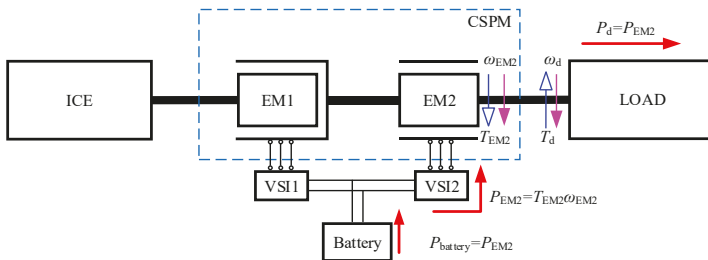 CSPM
P_d=P_EM2
ω_EM2
ω_d
ICE
EM1
EM2
LOAD
T_EM2
T_d
VSI1
VSI2
P_EM2=T_EM2ω_EM2
Battery
P_battery=P_EM2